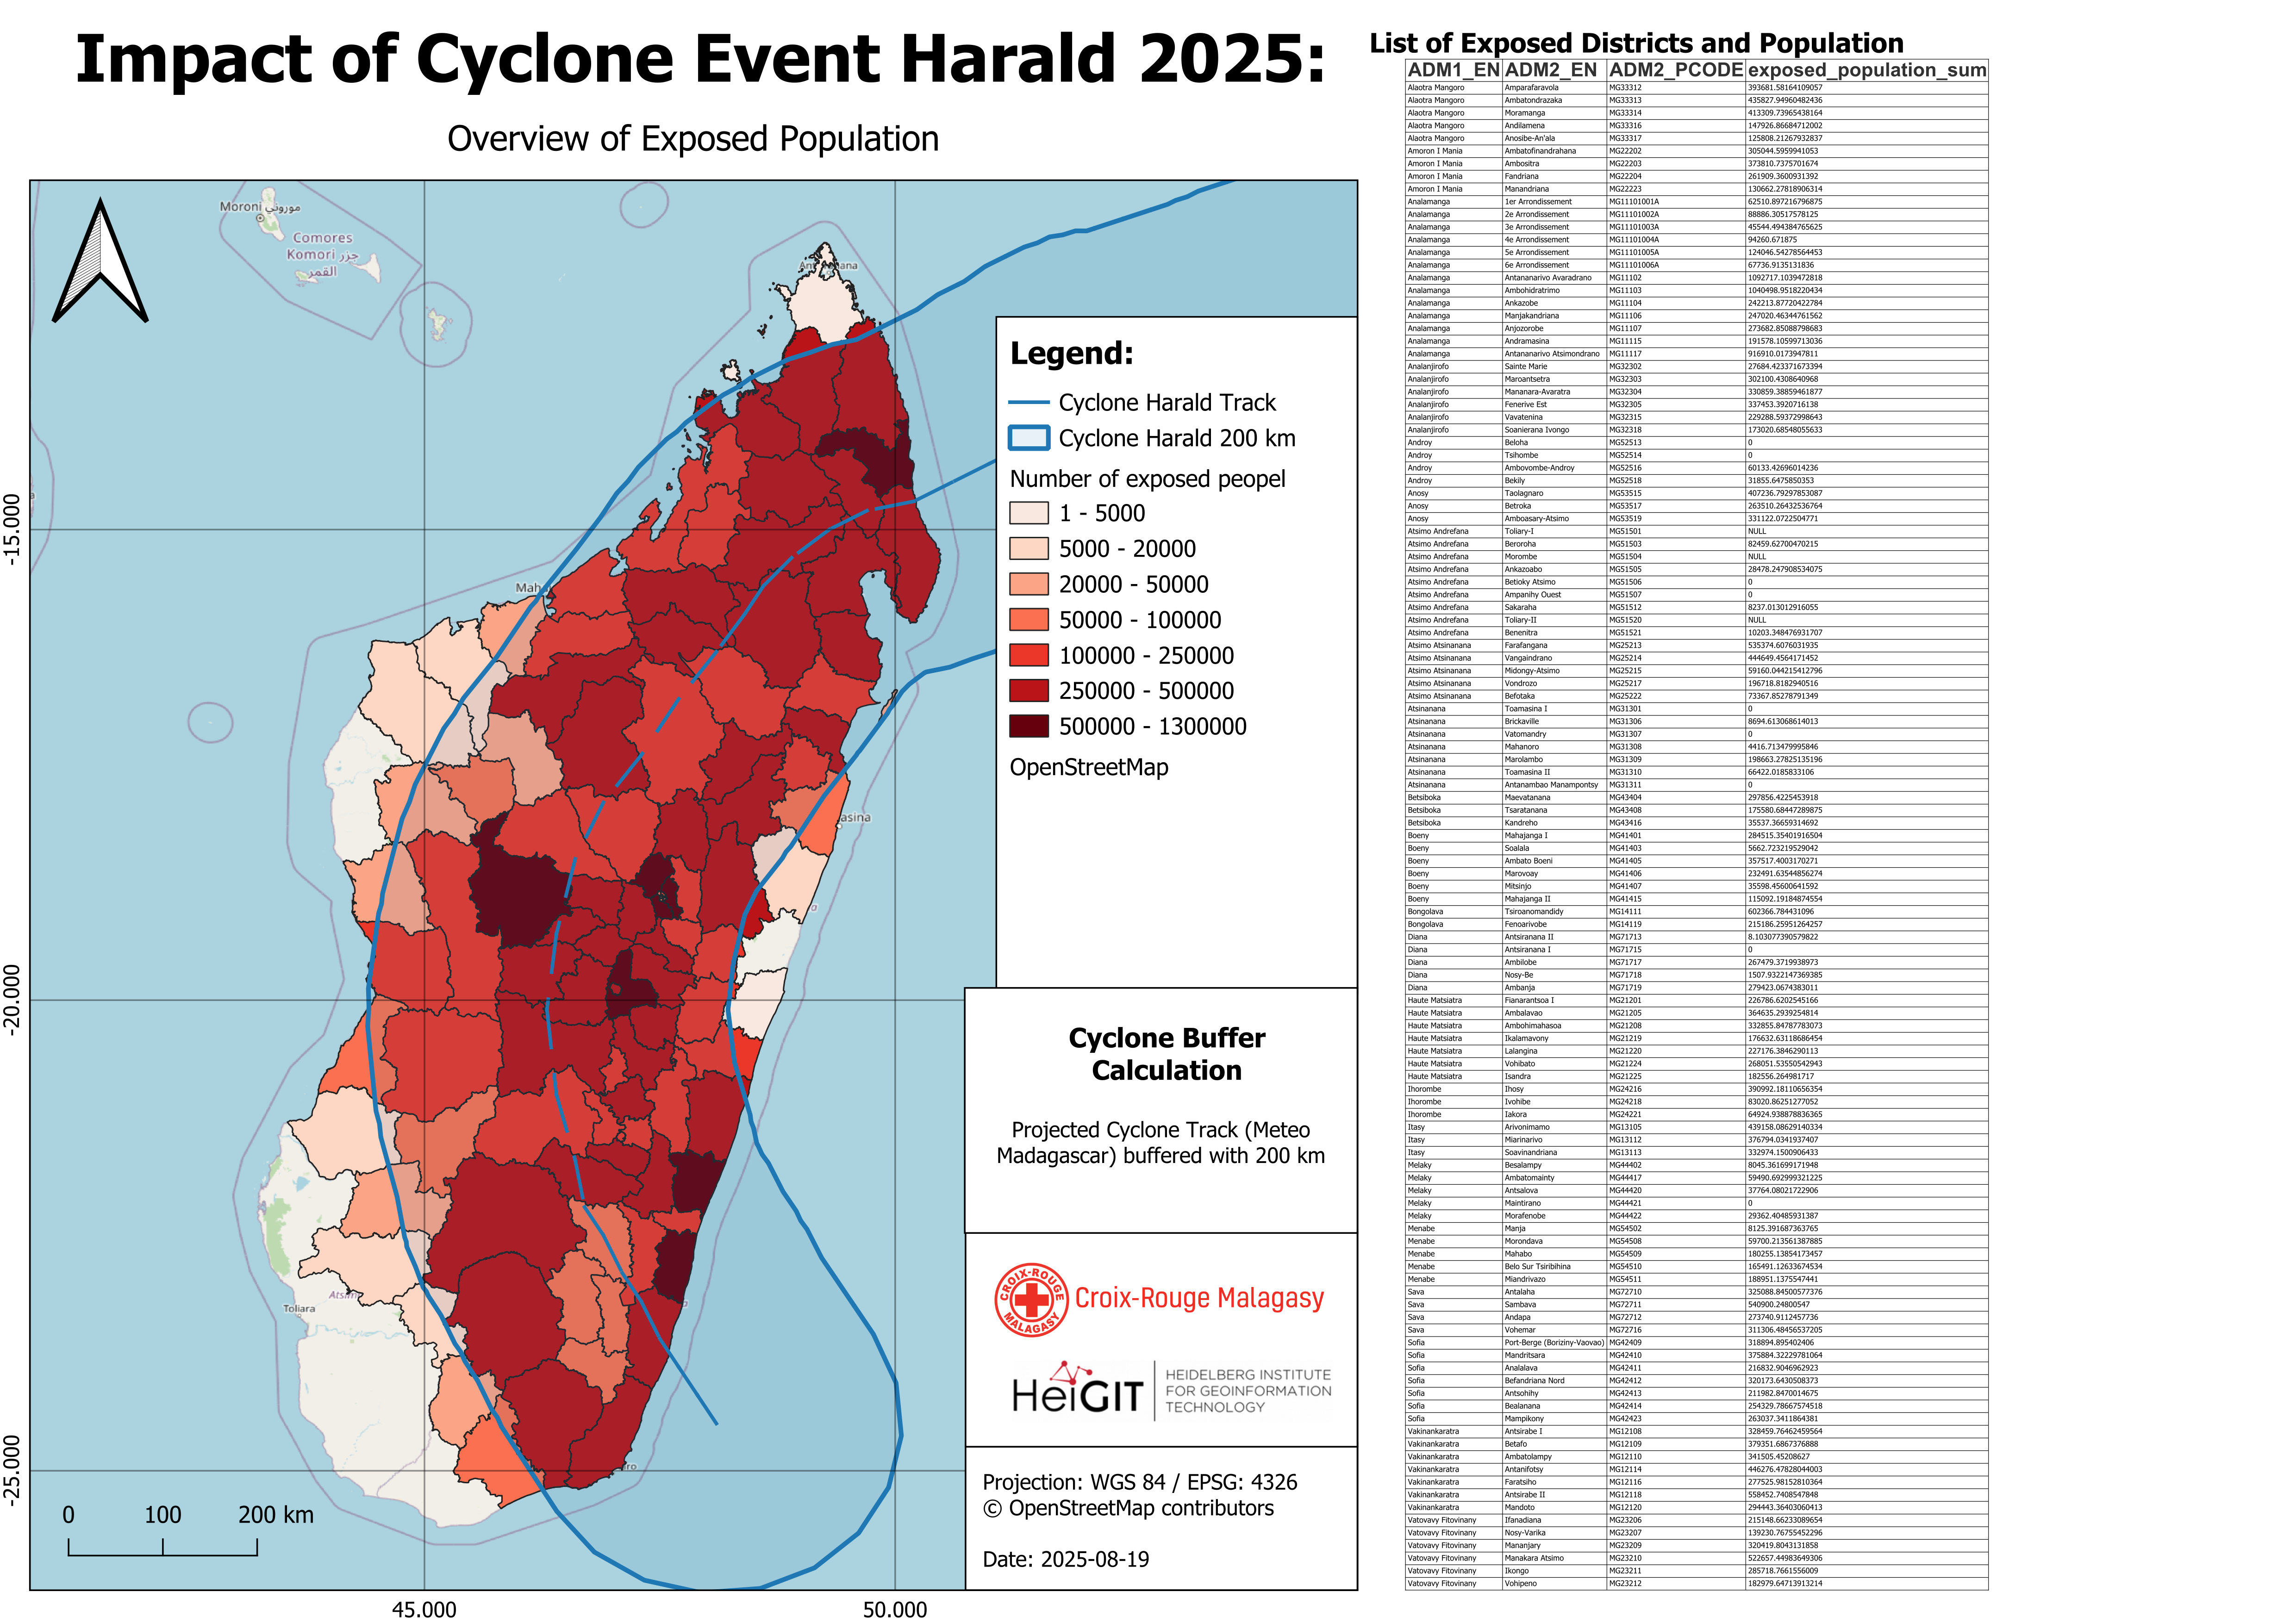 Impact of Cyclone Event Harald 2025:
Overview of Exposed Population
Moroni موروني
Comores
Komori جزر
القمر
Toliara
-15.000
-20.000
-25.000
45.000
50.000
0 100 200 km
Legend:
Cyclone Harald Track
Cyclone Harald 200 km
Number of exposed peopel
1 - 5000
5000 - 20000
20000 - 50000
50000 - 100000
100000 - 250000
250000 - 500000
500000 - 1300000
OpenStreetMap
Cyclone Buffer
Calculation
Projected Cyclone Track (Meteo
Madagascar) buffered with 200 km
CROIX-ROUGE MALAGASY
Croix-Rouge Malagasy
HeiGIT
HEIDELBERG INSTITUTE
FOR GEOINFORMATION
TECHNOLOGY
Projection: WGS 84 / EPSG: 4326
© OpenStreetMap contributors
Date: 2025-08-19
List of Exposed Districts and Population
ADM1_EN ADM2_EN ADM2_PCODE exposed_population_sum
Alaotra Mangoro Amparafaravola MG33312 393681.58164109057
Alaotra Mangoro Ambatondrazaka MG33313 435827.94960482436
Alaotra Mangoro Moramanga MG33314 413309.73965438164
Alaotra Mangoro Andilamena MG33316 147926.86684712002
Alaotra Mangoro Anosibe-An'ala MG33317 125808.21267932837
Amoron I Mania Ambatofinandrahana MG22202 305044.5959941053
Amoron I Mania Ambositra MG22203 373810.7375701674
Amoron I Mania Fandriana MG22204 261909.3600931392
Amoron I Mania Manandriana MG22223 130662.27818906314
Analamanga 1er Arrondissement MG11101001A 62510.897216796875
Analamanga 2e Arrondissement MG11101002A 88886.30517578125
Analamanga 3e Arrondissement MG11101003A 45544.494384765625
Analamanga 4e Arrondissement MG11101004A 94260.671875
Analamanga 5e Arrondissement MG11101005A 124046.54278564453
Analamanga 6e Arrondissement MG11101006A 67736.9135131836
Analamanga Antananarivo Avaradrano MG11102 1092717.1039472818
Analamanga Ambohidratrimo MG11103 1040498.9518220434
Analamanga Ankazobe MG11104 242213.87720422784
Analamanga Manjakandriana MG11106 247020.46344761562
Analamanga Anjozorobe MG11107 273682.85088798683
Analamanga Andramasina MG11115 191578.10599713036
Analamanga Antananarivo Atsimondrano MG11117 916910.0173947811
Analanjirofo Sainte Marie MG32302 27684.423371673394
Analanjirofo Maroantsetra MG32303 302100.4308640968
Analanjirofo Mananara-Avaratra MG32304 330859.38859461877
Analanjirofo Fenerive Est MG32305 337453.3920716138
Analanjirofo Vavatenina MG32315 229288.59372998643
Analanjirofo Soanierana Ivongo MG32318 173020.68548055633
Androy Beloha MG52513 0
Androy Tsihombe MG52514 0
Androy Ambovombe-Androy MG52516 60133.42696014236
Androy Bekily MG52518 31855.6475850353
Anosy Taolagnaro MG53515 407236.79297853087
Anosy Betroka MG53517 263510.26432536764
Anosy Amboasary-Atsimo MG53519 331122.0722504771
Atsimo Andrefana Toliary-I MG51501 NULL
Atsimo Andrefana Beroroha MG51503 82459.62700470215
Atsimo Andrefana Morombe MG51504 NULL
Atsimo Andrefana Ankazoabo MG51505 28478.247908534075
Atsimo Andrefana Betioky Atsimo MG51506 0
Atsimo Andrefana Ampanihy Ouest MG51507 0
Atsimo Andrefana Sakaraha MG51512 8237.013012916055
Atsimo Andrefana Toliary-II MG51520 NULL
Atsimo Andrefana Benenitra MG51521 10203.348476931707
Atsimo Atsinanana Farafangana MG25213 535374.6076031935
Atsimo Atsinanana Vangaindrano MG25214 444649.4564171452
Atsimo Atsinanana Midongy-Atsimo MG25215 59160.044215412796
Atsimo Atsinanana Vondrozo MG25217 196718.8182940516
Atsimo Atsinanana Befotaka MG25222 73367.85278791349
Atsinanana Toamasina I MG31301 0
Atsinanana Brickaville MG31306 8694.613068614013
Atsinanana Vatomandry MG31307 0
Atsinanana Mahanoro MG31308 4416.713479995846
Atsinanana Marolambo MG31309 198663.27825135196
Atsinanana Toamasina II MG31310 66422.0185833106
Atsinanana Antanambao Manampontsy MG31311 0
Betsiboka Maevatanana MG43404 297856.4225453918
Betsiboka Tsaratanana MG43408 175580.68447289875
Betsiboka Kandreho MG43416 35537.36659314692
Boeny Mahajanga I MG41401 284515.35401916504
Boeny Soalala MG41403 5662.723219529042
Boeny Ambato Boeni MG41405 357517.4003170271
Boeny Marovoay MG41406 232491.63544856274
Boeny Mitsinjo MG41407 35598.45600641592
Boeny Mahajanga II MG41415 115092.19184874554
Bongolava Tsiroanomandidy MG14111 602366.784431096
Bongolava Fenoarivobe MG14119 215186.25951264257
Diana Antsiranana II MG71713 8.103077390579822
Diana Antsiranana I MG71715 0
Diana Ambilobe MG71717 267479.3719938973
Diana Nosy-Be MG71718 1507.9322147369385
Diana Ambanja MG71719 279423.0674383011
Haute Matsiatra Fianarantsoa I MG21201 226786.6202545166
Haute Matsiatra Ambalavao MG21205 364635.2939254814
Haute Matsiatra Ambohimahasoa MG21208 332855.84787783073
Haute Matsiatra Ikalamavony MG21219 176632.63118686454
Haute Matsiatra Lalangina MG21220 227176.3846290113
Haute Matsiatra Vohibato MG21224 268051.53550542943
Haute Matsiatra Isandra MG21225 182556.264981717
Ihorombe Ihosy MG24216 390992.18110656354
Ihorombe Ivohibe MG24218 83020.86251277052
Ihorombe Iakora MG24221 64924.938878836365
Itasy Arivonimamo MG13105 439158.08629140334
Itasy Miarinarivo MG13112 376794.0341937407
Itasy Soavinandriana MG13113 332974.1500906433
Melaky Besalampy MG44402 8045.361699171948
Melaky Ambatomainty MG44417 59490.692999321225
Melaky Antsalova MG44420 37764.08021722906
Melaky Maintirano MG44421 0
Melaky Morafenobe MG44422 29362.40485931387
Menabe Manja MG54502 8125.391687363765
Menabe Morondava MG54508 59700.213561387885
Menabe Mahabo MG54509 180255.13854173457
Menabe Belo Sur Tsiribihina MG54510 165491.12633674534
Menabe Miandrivazo MG54511 188951.1375547441
Sava Antalaha MG72710 325088.84500577376
Sava Sambava MG72711 540900.24800547
Sava Andapa MG72712 273740.9112457736
Sava Vohemar MG72716 311306.48456537205
Sofia Port-Berge (Boriziny-Vaovao) MG42409 318894.895402406
Sofia Mandritsara MG42410 375884.32229781064
Sofia Analalava MG42411 216832.9046962923
Sofia Befandriana Nord MG42412 320173.6430508373
Sofia Antsohihy MG42413 211982.8470014675
Sofia Bealanana MG42414 254329.78667574518
Sofia Mampikony MG42423 263037.3411864381
Vakinankaratra Antsirabe I MG12108 328459.76462459564
Vakinankaratra Betafo MG12109 379351.6867376888
Vakinankaratra Ambatolampy MG12110 341505.45208627
Vakinankaratra Antanifotsy MG12114 446276.47828044003
Vakinankaratra Faratsiho MG12116 277525.98152810364
Vakinankaratra Antsirabe II MG12118 558452.7408547848
Vakinankaratra Mandoto MG12120 294443.36403060413
Vatovavy Fitovinany Ifanadiana MG23206 215148.66233089654
Vatovavy Fitovinany Nosy-Varika MG23207 139230.76755452296
Vatovavy Fitovinany Mananjary MG23209 320419.8043131858
Vatovavy Fitovinany Manakara Atsimo MG23210 522657.44983649306
Vatovavy Fitovinany Ikongo MG23211 285718.7661556009
Vatovavy Fitovinany Vohipeno MG23212 182979.64713913214